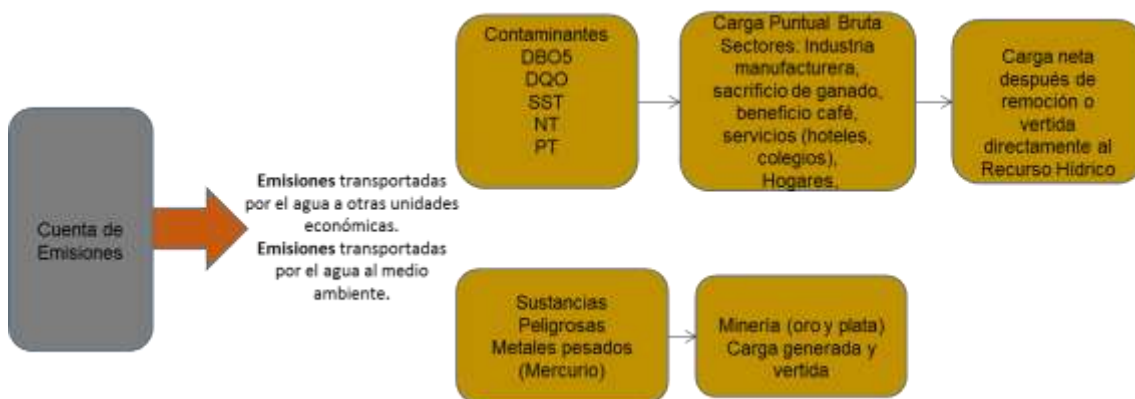 Cuenta de
Emisiones
Emisiones transportadas
por el agua a otras unidades
económicas.
Emisiones transportadas
por el agua al medio
ambiente.
Contaminantes
DBO5
DQO
SST
NT
PT
Carga Puntual Bruta
Sectores: Industria
manufacturera,
sacrificio de ganado,
beneficio café,
servicios (hoteles,
colegios),
Hogares,
Carga neta
después de
remoción o
vertida
directamente al
Recurso Hídrico
Sustancias
Peligrosas
Metales pesados
(Mercurio)
Minería (oro y plata)
Carga generada y
vertida